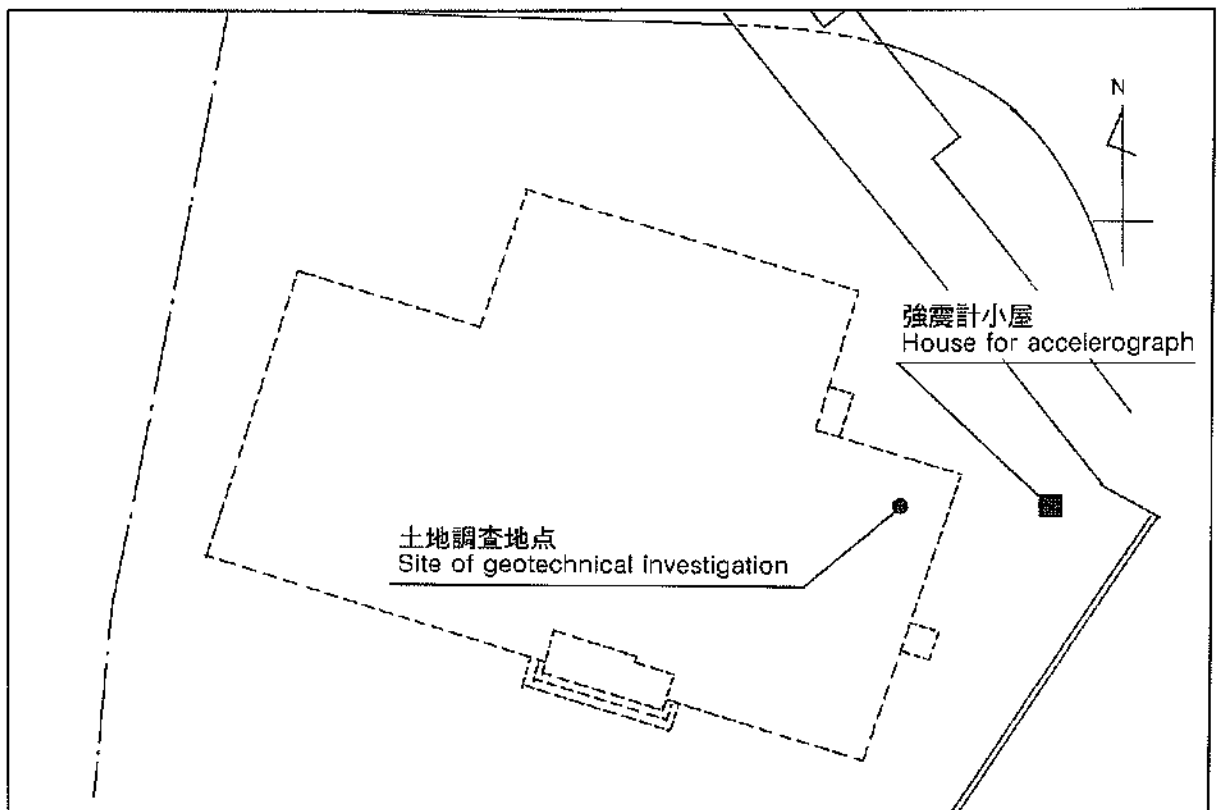 N
強震計小屋
House for accelerograph
土地調査地点
Site of geotechnical investigation